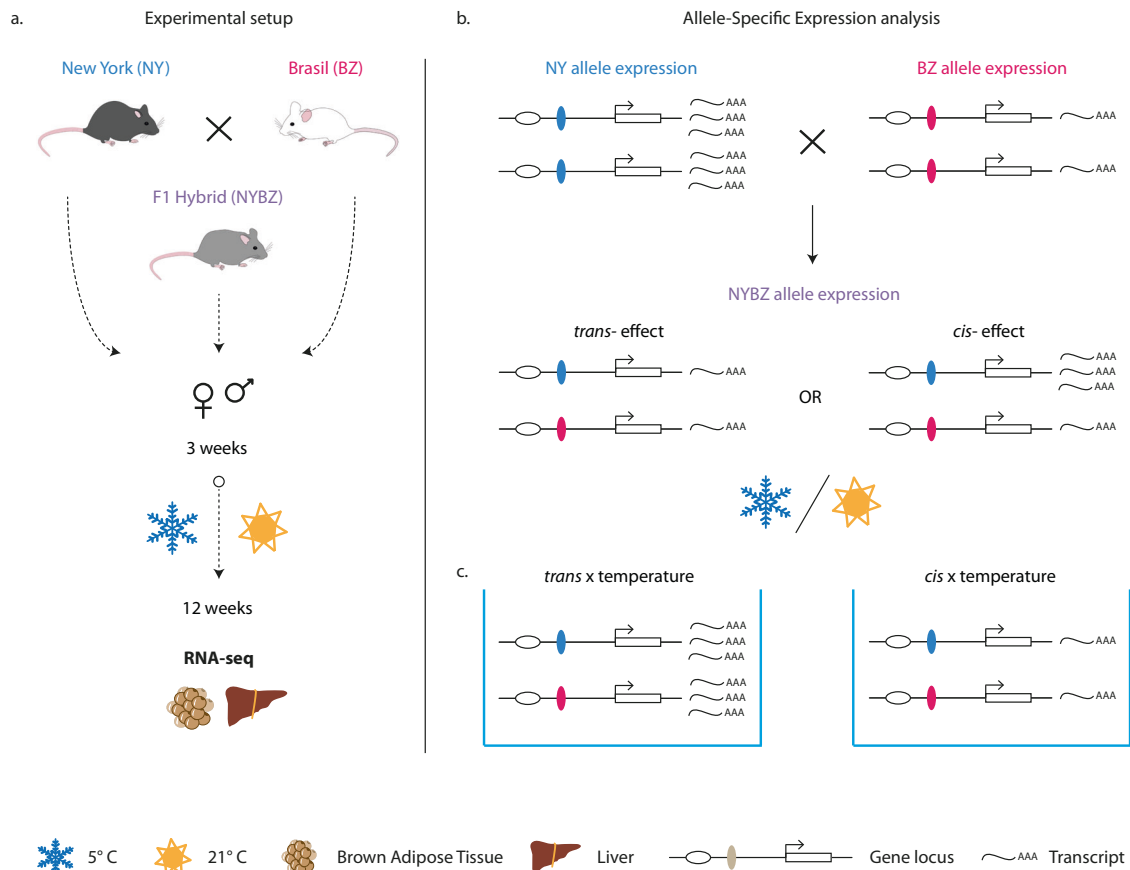 a.
Experimental setup
New York (NY)
Brasil (BZ)
F1 Hybrid (NYBZ)
3 weeks
12 weeks
RNA-seq
b.
Allele-Specific Expression analysis
NY allele expression
BZ allele expression
AAA
AAA
AAA
AAA
AAA
AAA
AAA
AAA
NYBZ allele expression
trans- effect
cis- effect
AAA
AAA
OR
AAA
AAA
AAA
AAA
c.
trans x temperature
cis x temperature
AAA
AAA
AAA
AAA
AAA
AAA
AAA
AAA
5° C
21° C
Brown Adipose Tissue
Liver
Gene locus
AAA Transcript